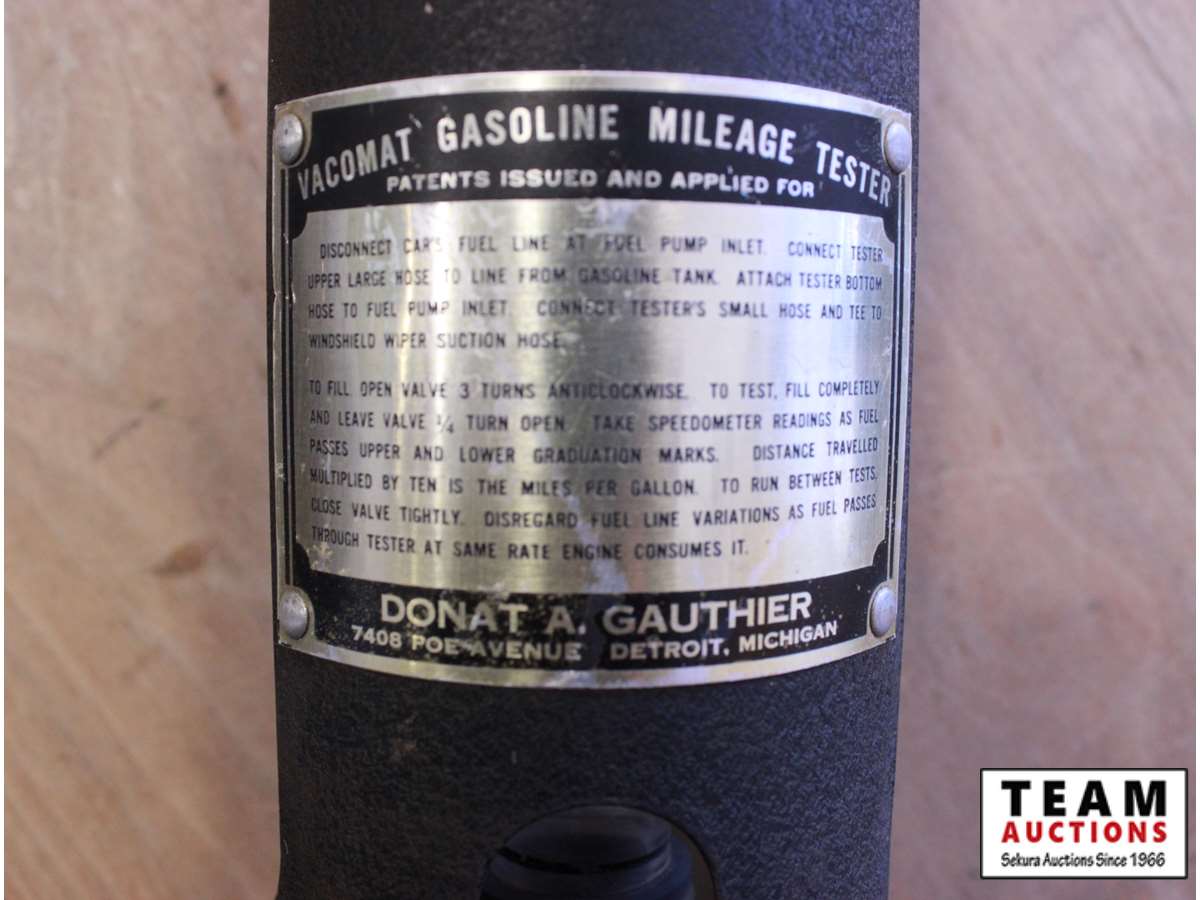 VACOMAT GASOLINE MILEAGE TESTER
PATENTS ISSUED AND APPLIED FOR
DISCONNECT CAR'S FUEL LINE AT FUEL PUMP INLET. CONNECT TESTER
UPPER LARGE HOSE TO LINE FROM GASOLINE TANK. ATTACH TESTER BOTTOM
HOSE TO FUEL PUMP INLET. CONNECT TESTER'S SMALL HOSE AND TEE TO
WINDSHIELD WIPER SUCTION HOSE.
TO FILL, OPEN VALVE 3 TURNS ANTICLOCKWISE. TO TEST, FILL COMPLETELY
AND LEAVE VALVE 1/4 TURN OPEN. TAKE SPEEDOMETER READINGS AS FUEL
PASSES UPPER AND LOWER GRADUATION MARKS. DISTANCE TRAVELLED
MULTIPLIED BY TEN IS THE MILES PER GALLON. TO RUN BETWEEN TESTS,
CLOSE VALVE TIGHTLY. DISREGARD FUEL LINE VARIATIONS AS FUEL PASSES
THROUGH TESTER AT SAME RATE ENGINE CONSUMES IT.
DONAT A. GAUTHIER
7408 POE AVENUE DETROIT, MICHIGAN
TEAM
AUCTIONS
Sekura Auctions Since 1966